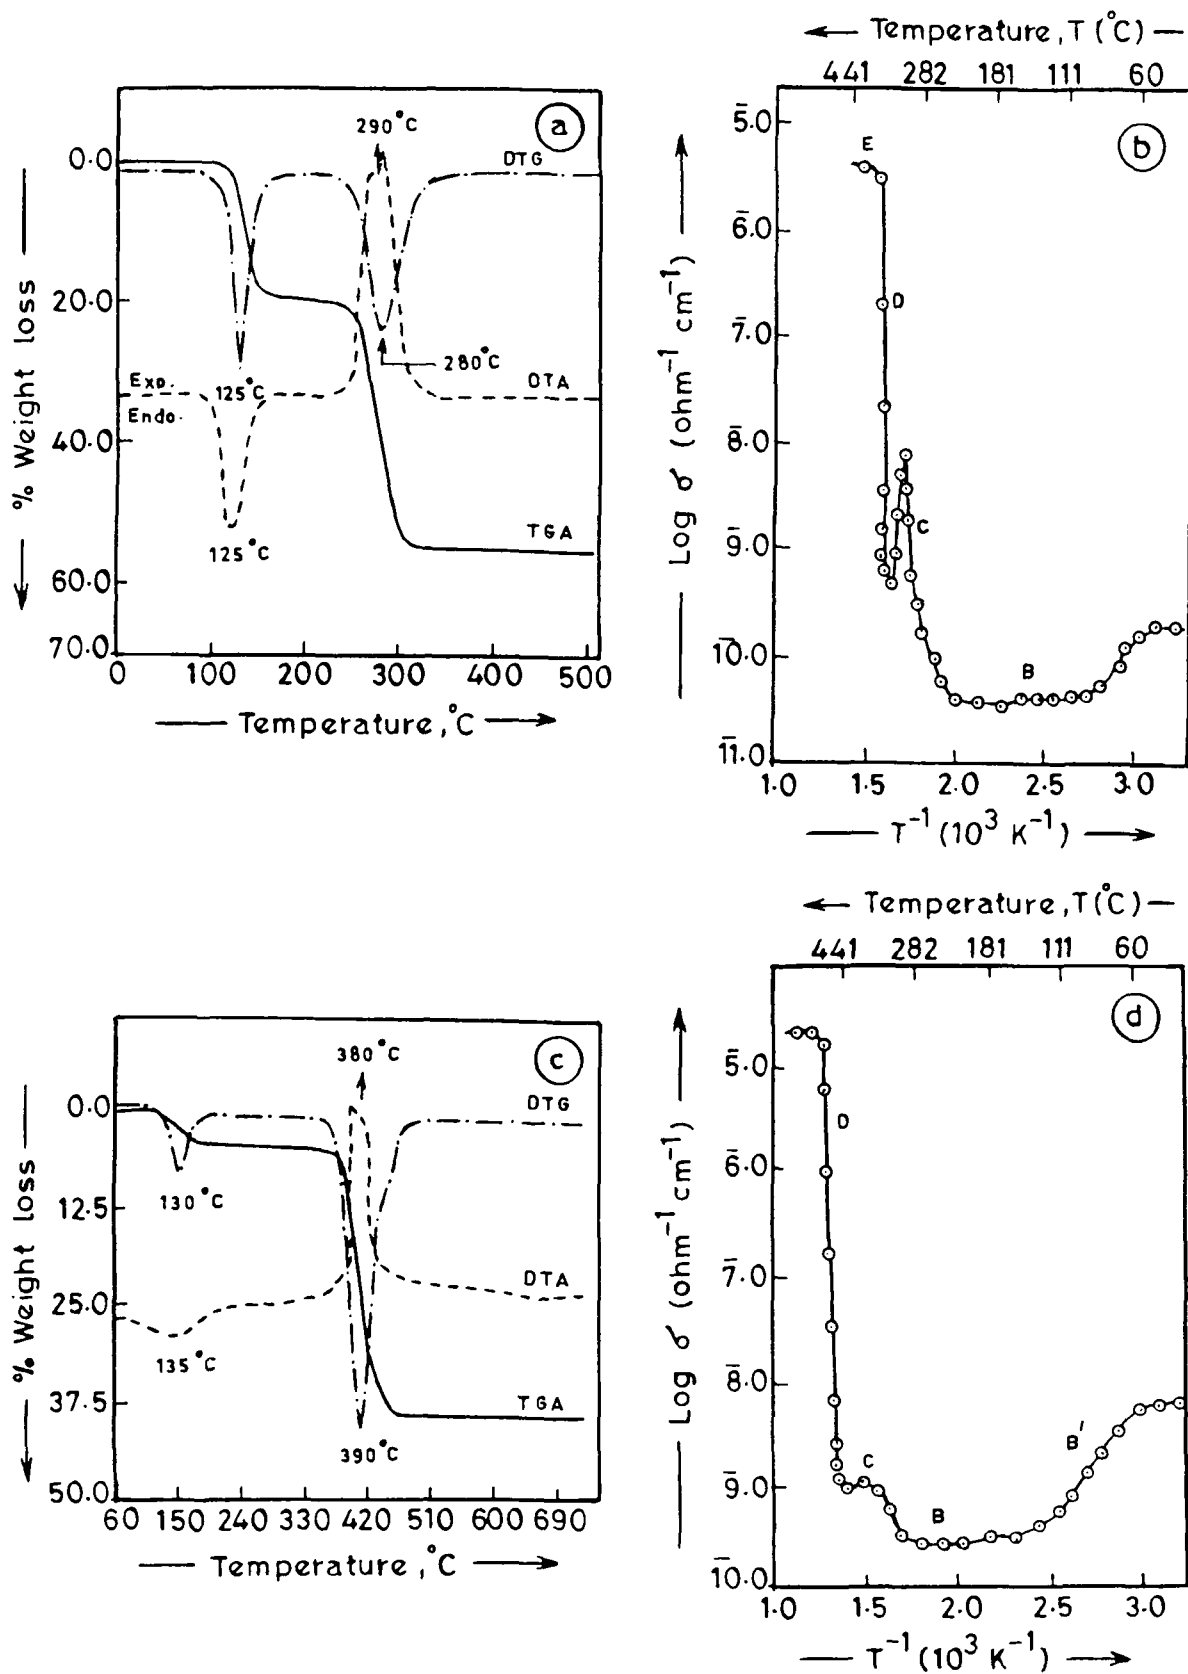 a
290°C
0.0
DTG
20.0
280°C
Exo.
125°C
DTA
Endo.
40.0
125°C
TGA
60.0
70.0
0 100 200 300 400 500
Temperature, °C
% Weight loss
Temperature, T (°C)
441 282 181 111 60
b
5̄.0
E
6̄.0
D
7̄.0
8̄.0
C
9̄.0
B
1̄0.0
1̄1.0
1.0 1.5 2.0 2.5 3.0
T⁻¹ (10³ K⁻¹)
Log σ (ohm⁻¹ cm⁻¹)
c
380°C
0.0
DTG
130°C
12.5
DTA
25.0
135°C
37.5
TGA
390°C
50.0
60 150 240 330 420 510 600 690
Temperature, °C
% Weight loss
Temperature, T (°C)
441 282 181 111 60
d
5̄.0
D
6̄.0
7̄.0
8̄.0
B'
C
9̄.0
B
1̄0.0
1.0 1.5 2.0 2.5 3.0
T⁻¹ (10³ K⁻¹)
Log σ (ohm⁻¹ cm⁻¹)